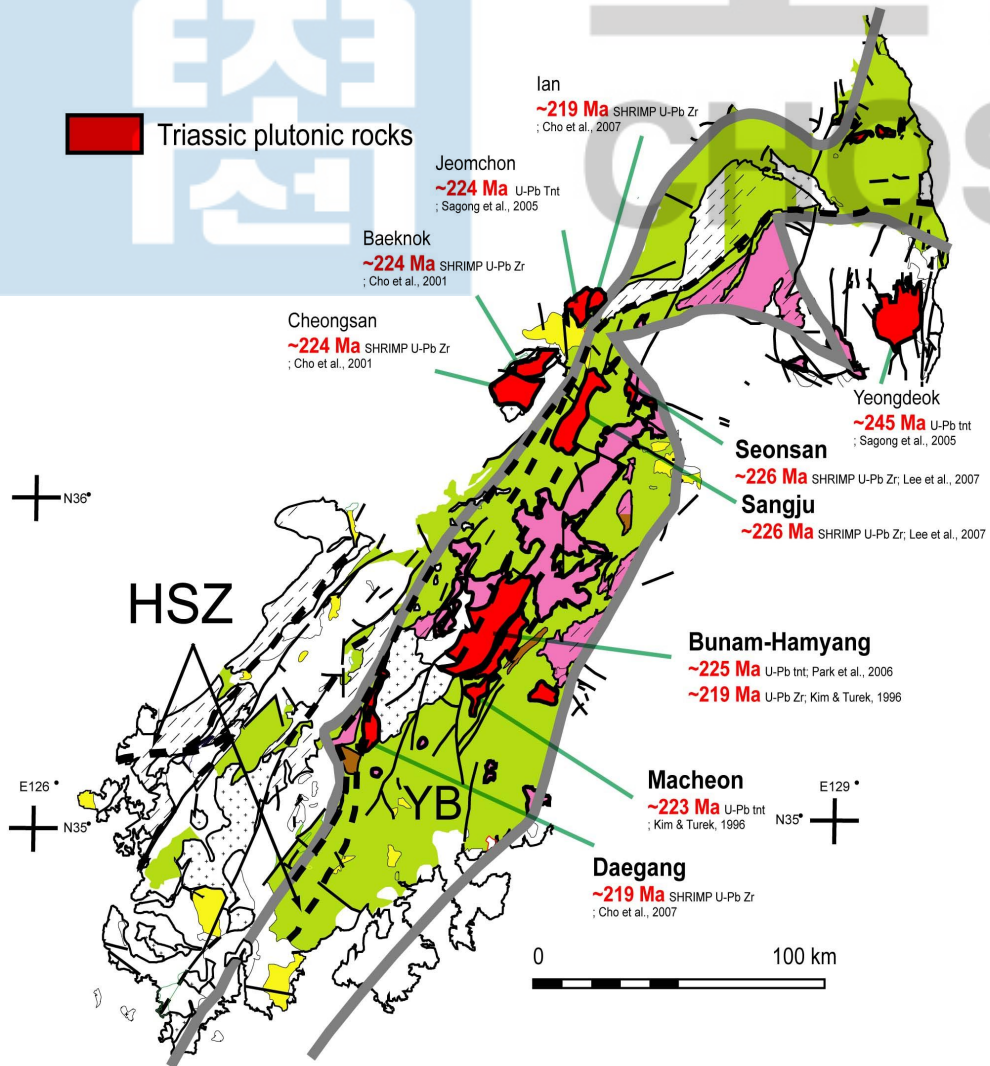 조선
CHOS
Triassic plutonic rocks
Ian
~219 Ma SHRIMP U-Pb Zr
; Cho et al., 2007
Jeomchon
~224 Ma U-Pb Tnt
; Sagong et al., 2005
Baeknok
~224 Ma SHRIMP U-Pb Zr
; Cho et al., 2001
Cheongsan
~224 Ma SHRIMP U-Pb Zr
; Cho et al., 2001
Yeongdeok
~245 Ma U-Pb tnt
; Sagong et al., 2005
Seonsan
~226 Ma SHRIMP U-Pb Zr; Lee et al., 2007
Sangju
~226 Ma SHRIMP U-Pb Zr; Lee et al., 2007
N36°
HSZ
Bunam-Hamyang
~225 Ma U-Pb tnt; Park et al., 2006
~219 Ma U-Pb Zr; Kim & Turek, 1996
Macheon
~223 Ma U-Pb tnt
; Kim & Turek, 1996
E126°
N35°
E129°
N35°
YB
Daegang
~219 Ma SHRIMP U-Pb Zr
; Cho et al., 2007
0 100 km